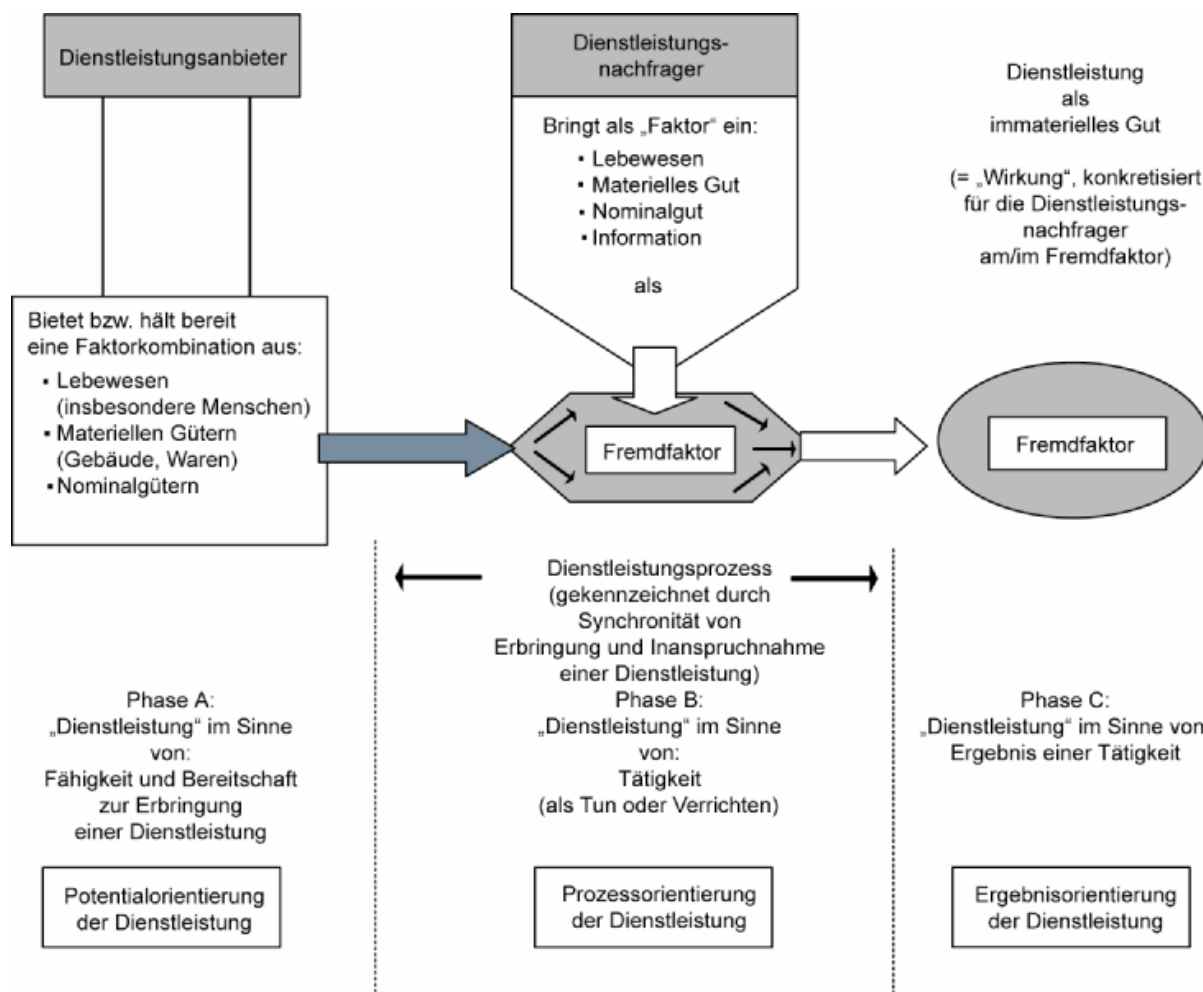 Dienstleistungsanbieter
Bietet bzw. hält bereit
eine Faktorkombination aus:
▪ Lebewesen
(insbesondere Menschen)
▪ Materiellen Gütern
(Gebäude, Waren)
▪ Nominalgütern
Dienstleistungs-
nachfrager
Bringt als „Faktor“ ein:
▪ Lebewesen
▪ Materielles Gut
▪ Nominalgut
▪ Information
als
Fremdfaktor
Dienstleistung
als
immaterielles Gut
(= „Wirkung“, konkretisiert
für die Dienstleistungs-
nachfrager
am/im Fremdfaktor)
Fremdfaktor
Dienstleistungsprozess
(gekennzeichnet durch
Synchronität von
Erbringung und Inanspruchnahme
einer Dienstleistung)
Phase A:
„Dienstleistung“ im Sinne
von:
Fähigkeit und Bereitschaft
zur Erbringung
einer Dienstleistung
Phase B:
„Dienstleistung“ im Sinne
von:
Tätigkeit
(als Tun oder Verrichten)
Phase C:
„Dienstleistung“ im Sinne von
Ergebnis einer Tätigkeit
Potentialorientierung
der Dienstleistung
Prozessorientierung
der Dienstleistung
Ergebnisorientierung
der Dienstleistung